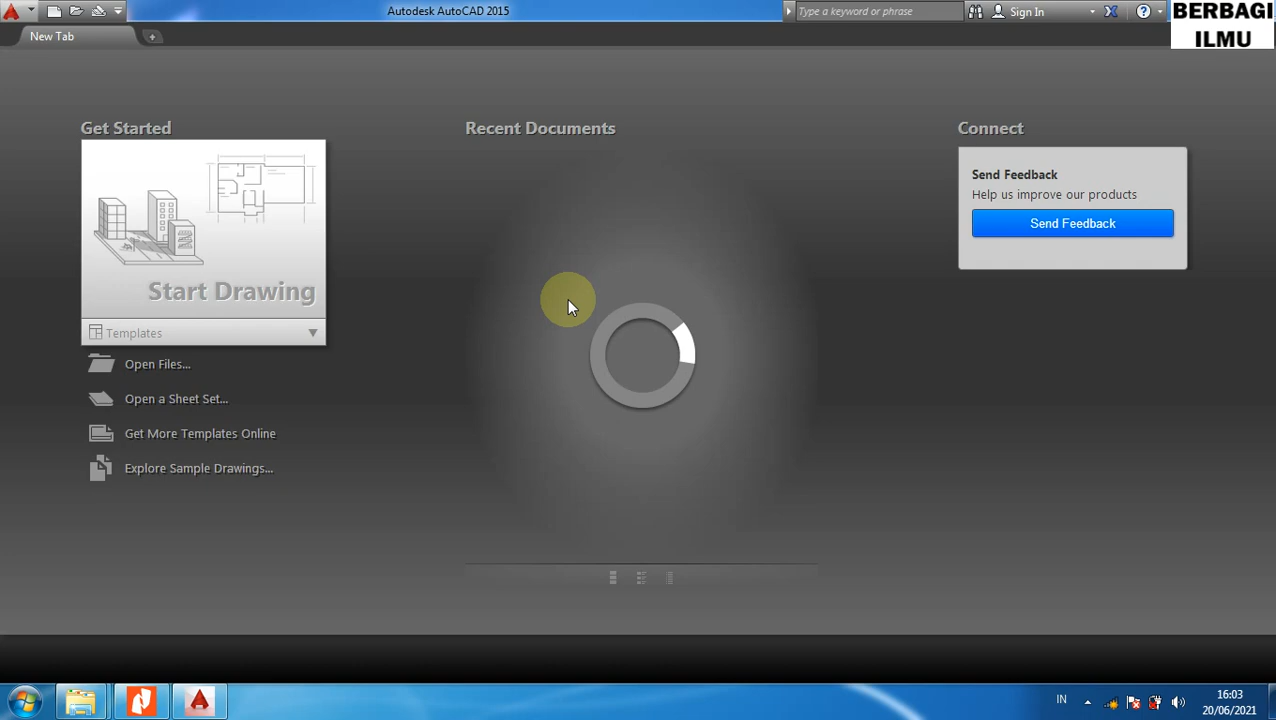 Autodesk AutoCAD 2015
Type a keyword or phrase
Sign In
BERBAGI
ILMU
New Tab
Get Started
Start Drawing
Templates
Open Files...
Open a Sheet Set...
Get More Templates Online
Explore Sample Drawings...
Recent Documents
Connect
Send Feedback
Help us improve our products
Send Feedback
IN
16:03
20/06/2021